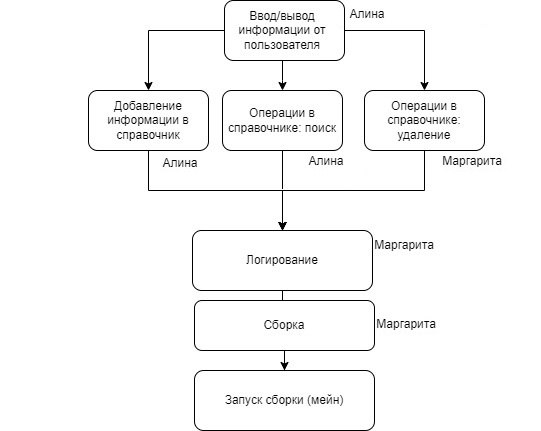 Ввод/вывод
информации от
пользователя
Алина
Добавление
информации в
справочник
Операции в
справочнике: поиск
Операции в
справочнике:
удаление
Алина
Алина
Маргарита
Логирование
Маргарита
Сборка
Маргарита
Запуск сборки (мейн)